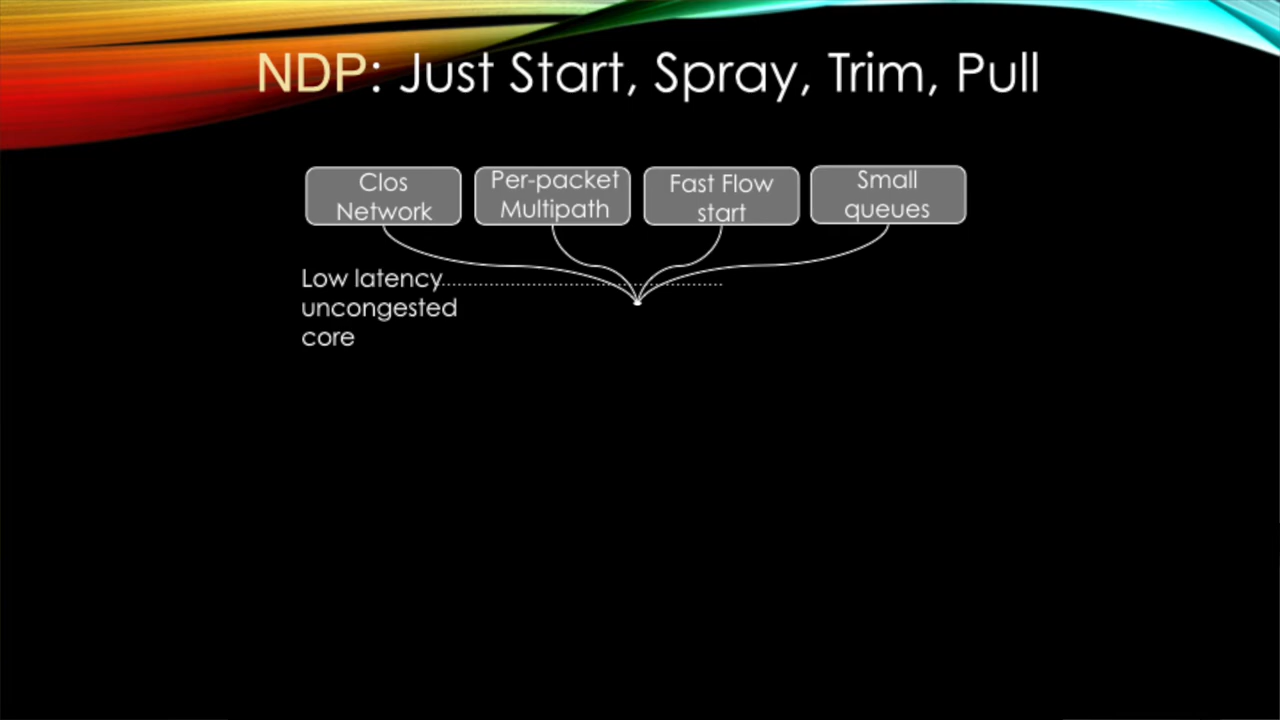 NDP: Just Start, Spray, Trim, Pull
Clos
Network
Per-packet
Multipath
Fast Flow
start
Small
queues
Low latency
uncongested
core